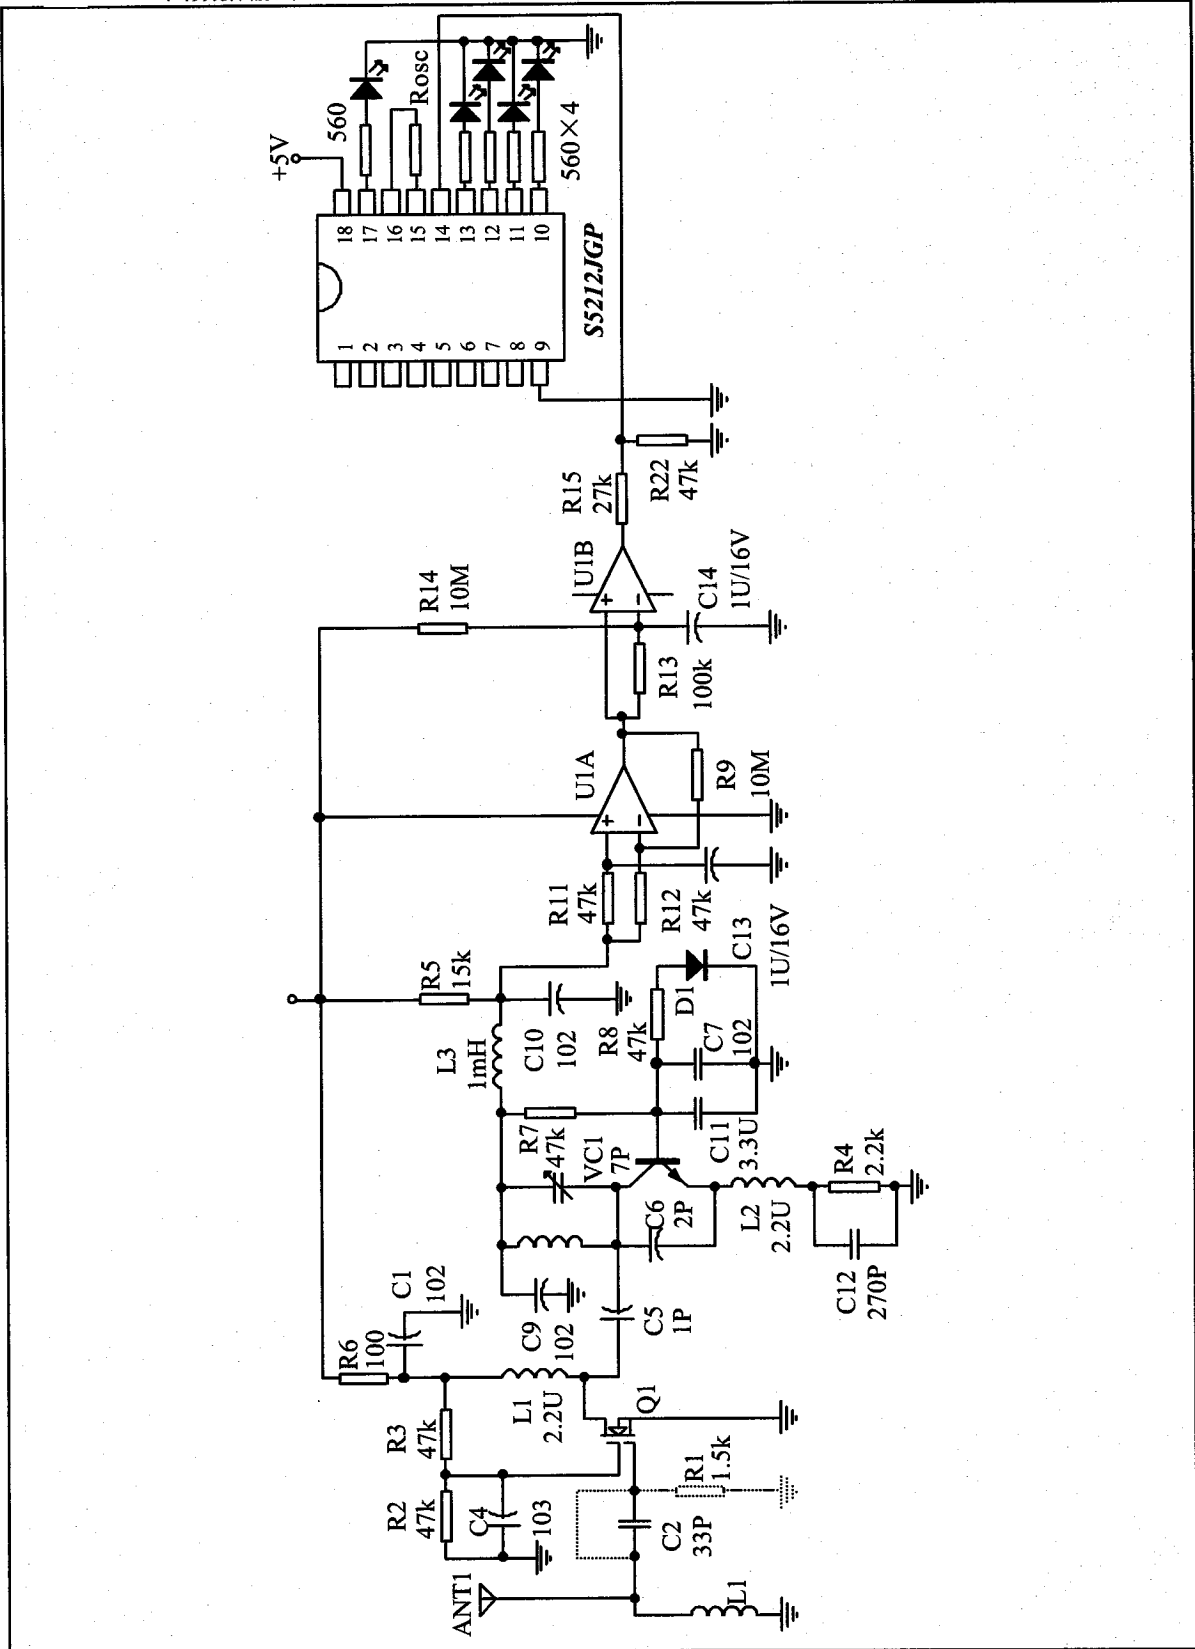 ANT1
L1
R2
47k
R3
47k
C4
103
R6
100
C1
102
L1
2.2U
C2
33P
R1
1.5k
Q1
C5
1P
C9
102
C6
2P
VC1
7P
R7
47k
L3
1mH
R5
15k
C10
102
R8
47k
D1
C7
102
C11
3.3U
L2
2.2U
R4
2.2k
C12
270P
R11
47k
R12
47k
C13
1U/16V
U1A
R9
10M
R13
100k
R14
10M
U1B
C14
1U/16V
R15
27k
R22
47k
+5V
560
Rosc
560×4
18
17
16
15
14
13
12
11
10
1
2
3
4
5
6
7
8
9
S5212JGP